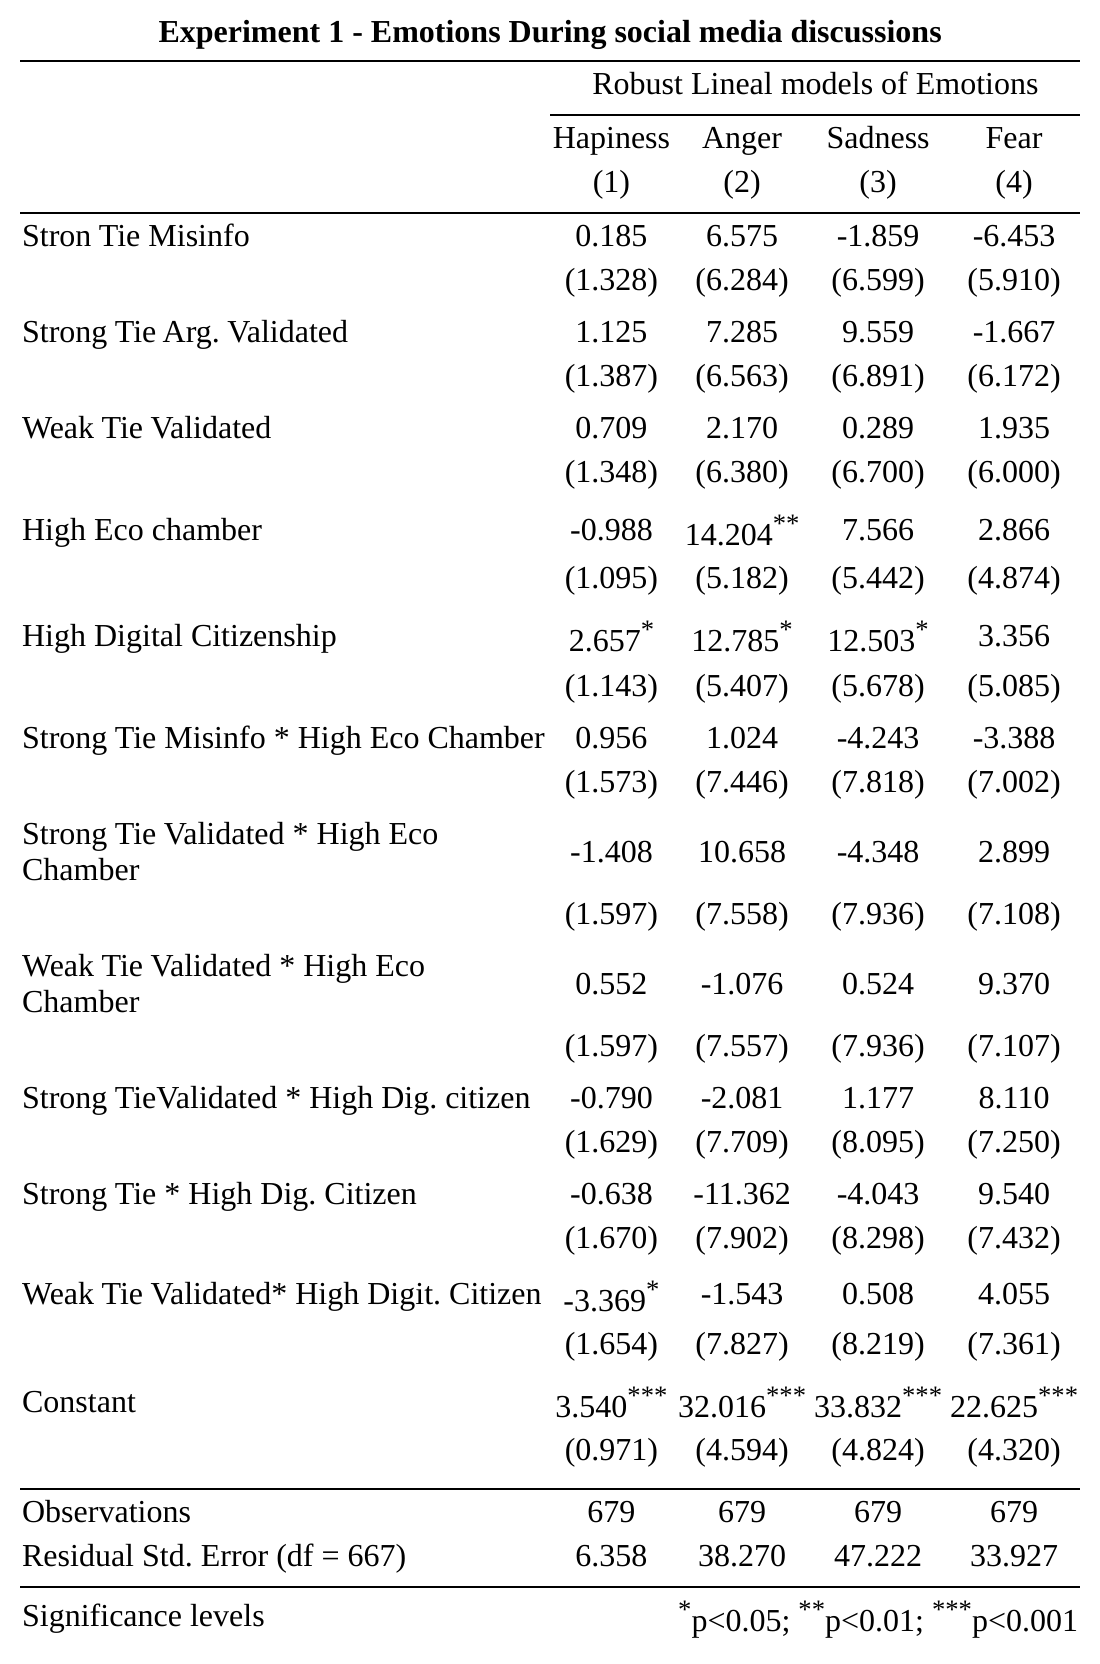 Experiment 1 - Emotions During social media discussions
Robust Lineal models of Emotions
Hapiness Anger Sadness Fear
(1) (2) (3) (4)
Stron Tie Misinfo 0.185 6.575 -1.859 -6.453
(1.328) (6.284) (6.599) (5.910)
Strong Tie Arg. Validated 1.125 7.285 9.559 -1.667
(1.387) (6.563) (6.891) (6.172)
Weak Tie Validated 0.709 2.170 0.289 1.935
(1.348) (6.380) (6.700) (6.000)
High Eco chamber -0.988 14.204** 7.566 2.866
(1.095) (5.182) (5.442) (4.874)
High Digital Citizenship 2.657* 12.785* 12.503* 3.356
(1.143) (5.407) (5.678) (5.085)
Strong Tie Misinfo * High Eco Chamber 0.956 1.024 -4.243 -3.388
(1.573) (7.446) (7.818) (7.002)
Strong Tie Validated * High Eco
Chamber -1.408 10.658 -4.348 2.899
(1.597) (7.558) (7.936) (7.108)
Weak Tie Validated * High Eco
Chamber 0.552 -1.076 0.524 9.370
(1.597) (7.557) (7.936) (7.107)
Strong TieValidated * High Dig. citizen -0.790 -2.081 1.177 8.110
(1.629) (7.709) (8.095) (7.250)
Strong Tie * High Dig. Citizen -0.638 -11.362 -4.043 9.540
(1.670) (7.902) (8.298) (7.432)
Weak Tie Validated* High Digit. Citizen -3.369* -1.543 0.508 4.055
(1.654) (7.827) (8.219) (7.361)
Constant 3.540*** 32.016*** 33.832*** 22.625***
(0.971) (4.594) (4.824) (4.320)
Observations 679 679 679 679
Residual Std. Error (df = 667) 6.358 38.270 47.222 33.927
Significance levels *p<0.05; **p<0.01; ***p<0.001